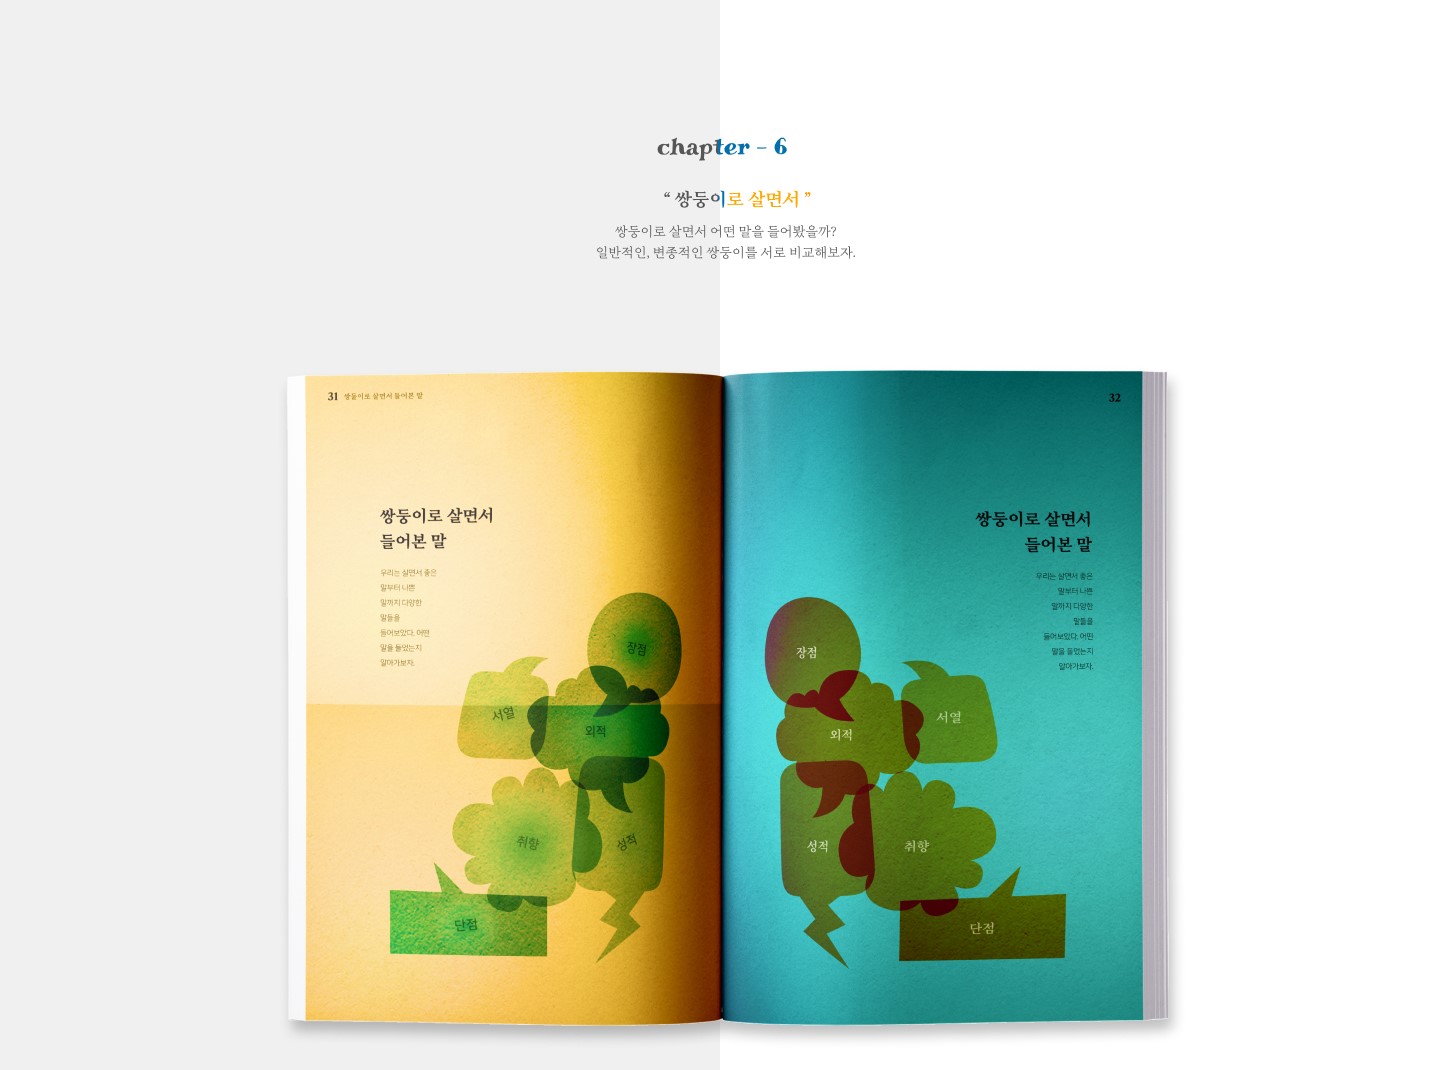 chapter - 6
“ 쌍둥이로 살면서 ”
쌍둥이로 살면서 어떤 말을 들어봤을까?
일반적인, 변종적인 쌍둥이를 서로 비교해보자.
31 쌍둥이로 살면서 들어본 말
쌍둥이로 살면서
들어본 말
우리는 살면서 좋은
말부터 나쁜
말까지 다양한
말들을
들어보았다. 어떤
말을 들었는지
알아가보자.
장점
서열
외적
취향
성적
단점
32
쌍둥이로 살면서
들어본 말
우리는 살면서 좋은
말부터 나쁜
말까지 다양한
말들을
들어보았다. 어떤
말을 들었는지
알아가보자.
장점
서열
외적
성적
취향
단점